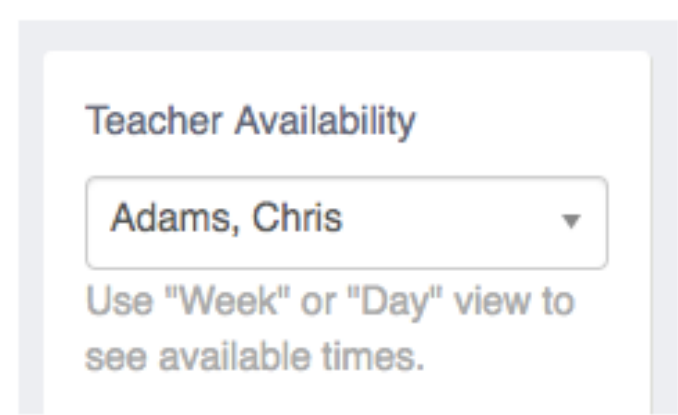 Teacher Availability
Adams, Chris
Use "Week" or "Day" view to
see available times.